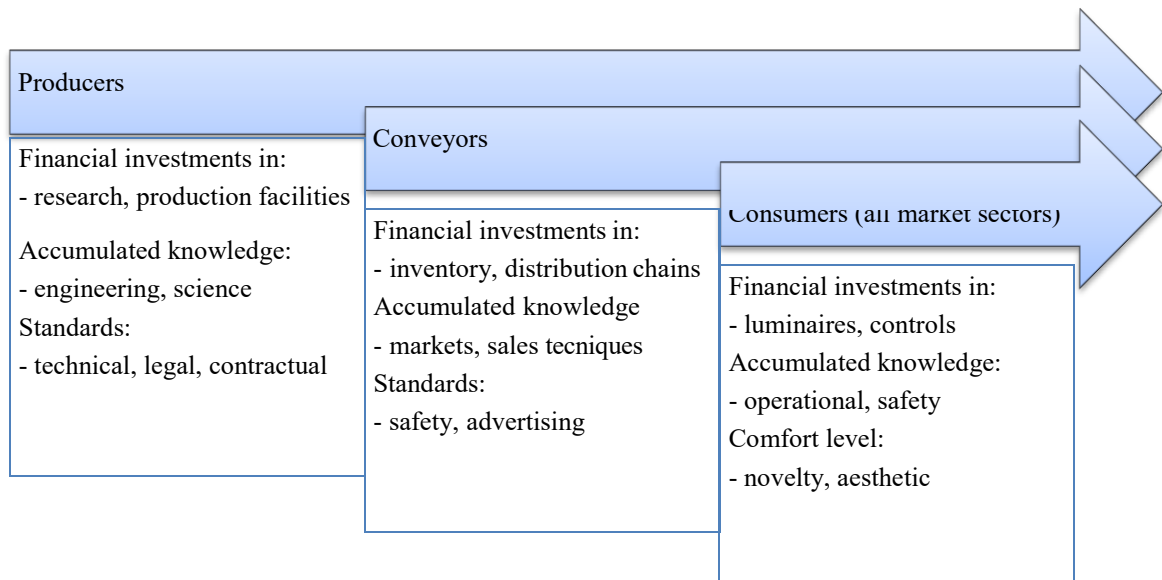 Producers
Financial investments in:
- research, production facilities
Accumulated knowledge:
- engineering, science
Standards:
- technical, legal, contractual
Conveyors
Financial investments in:
- inventory, distribution chains
Accumulated knowledge
- markets, sales tecniques
Standards:
- safety, advertising
Consumers (all market sectors)
Financial investments in:
- luminaires, controls
Accumulated knowledge:
- operational, safety
Comfort level:
- novelty, aesthetic